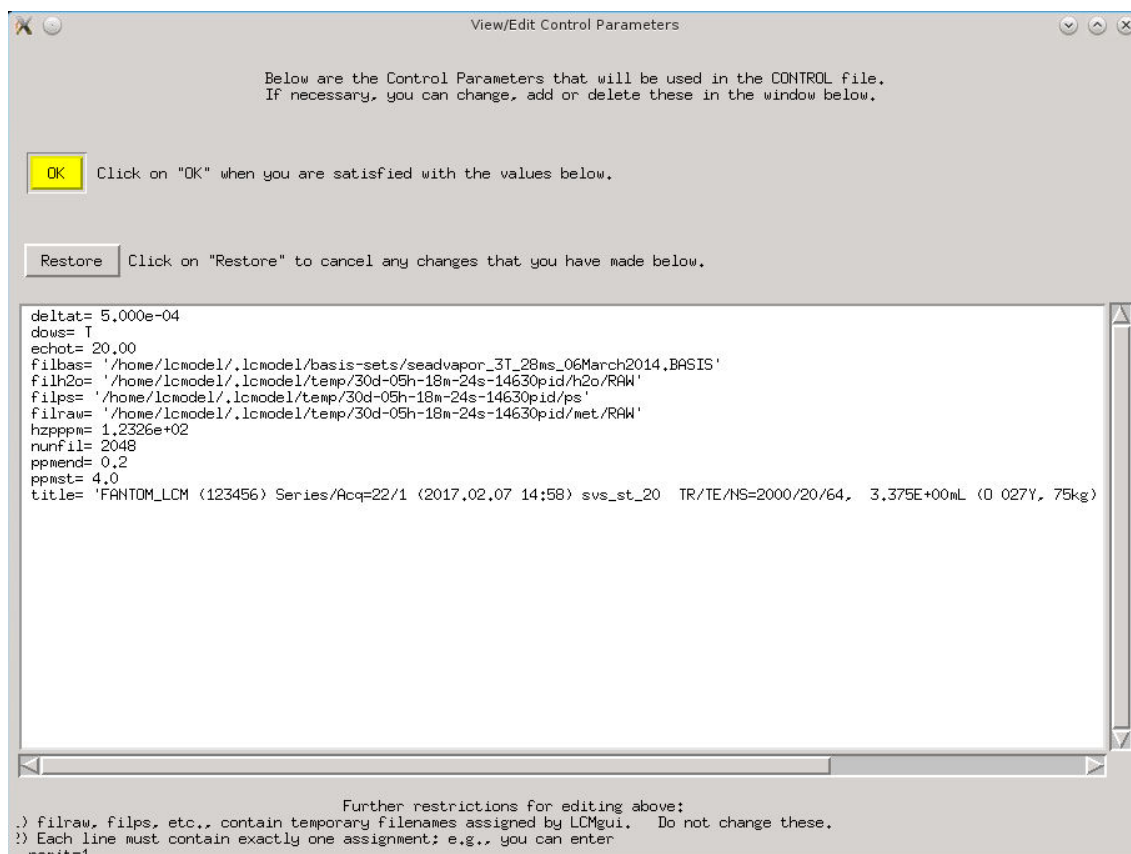 View/Edit Control Parameters
Below are the Control Parameters that will be used in the CONTROL file.
If necessary, you can change, add or delete these in the window below.
OK Click on "OK" when you are satisfied with the values below.
Restore Click on "Restore" to cancel any changes that you have made below.
deltat= 5.000e-04
dows= T
echot= 20.00
filbas= '/home/lcmodel/.lcmodel/basis-sets/seadvapor_3T_28ms_06March2014.BASIS'
filh2o= '/home/lcmodel/.lcmodel/temp/30d-05h-18m-24s-14630pid/h2o/RAW'
filps= '/home/lcmodel/.lcmodel/temp/30d-05h-18m-24s-14630pid/ps'
filraw= '/home/lcmodel/.lcmodel/temp/30d-05h-18m-24s-14630pid/met/RAW'
hzpppm= 1.2326e+02
nunfil= 2048
ppmend= 0.2
ppmst= 4.0
title= 'FANTOM_LCM (123456) Series/Acq=22/1 (2017.02.07 14:58) svs_st_20 TR/TE/NS=2000/20/64, 3.375E+00mL (O 027Y, 75kg)
Further restrictions for editing above:
.) filraw, filps, etc., contain temporary filenames assigned by LCMgui. Do not change these.
?) Each line must contain exactly one assignment; e.g., you can enter